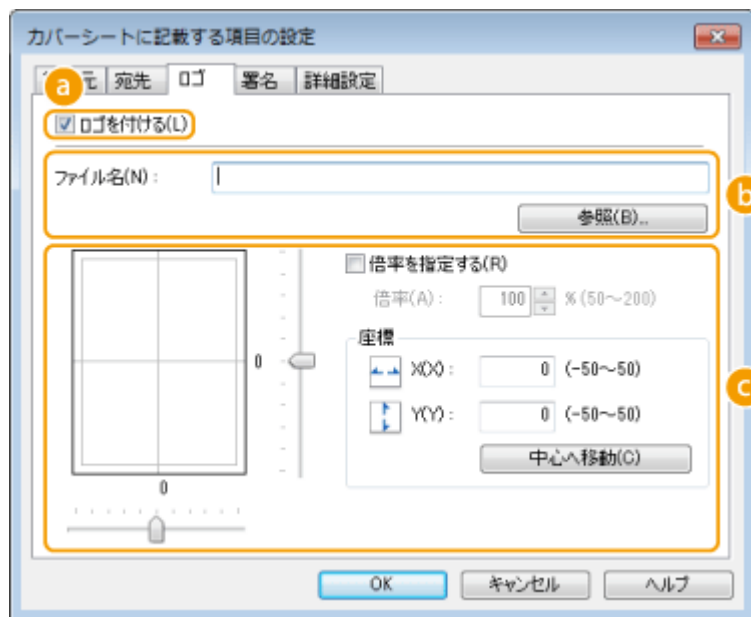 カバーシートに記載する項目の設定
元 宛先 ロゴ 署名 詳細設定
a
ロゴを付ける(L)
ファイル名(N):
参照(B)...
b
倍率を指定する(R)
倍率(A): 100 % (50～200)
座標
0
X(X): 0 (-50～50)
c
Y(Y): 0 (-50～50)
中心へ移動(C)
0
OK キャンセル ヘルプ